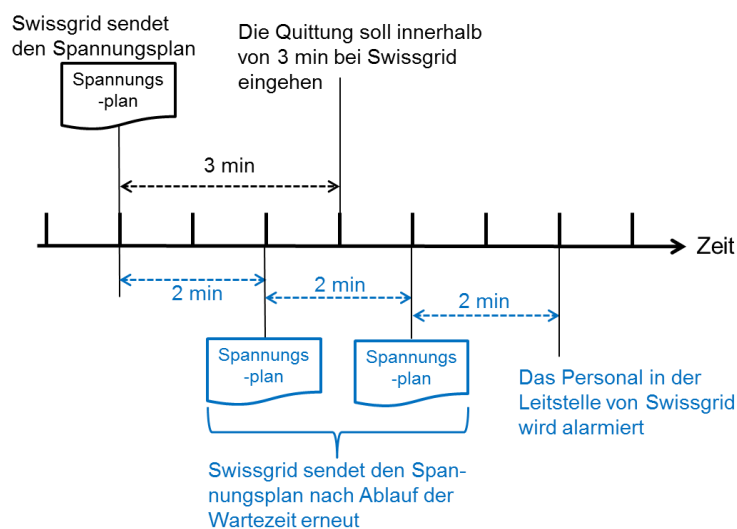 Swissgrid sendet
den Spannungsplan
Spannungs
-plan
Die Quittung soll innerhalb
von 3 min bei Swissgrid
eingehen
3 min
Zeit
2 min
2 min
2 min
Spannungs
-plan
Spannungs
-plan
Das Personal in der
Leitstelle von Swissgrid
wird alarmiert
Swissgrid sendet den Span-
nungsplan nach Ablauf der
Wartezeit erneut